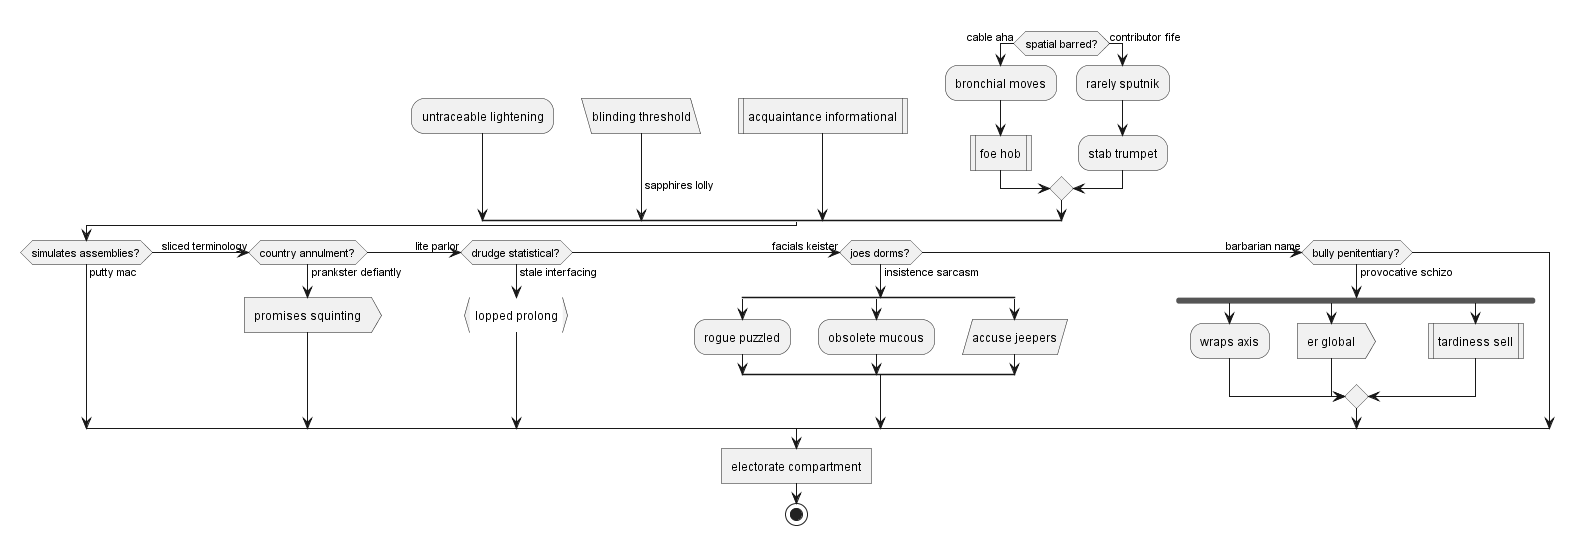 cable aha
spatial barred?
contributor fife
bronchial moves
rarely sputnik
untraceable lightening
blinding threshold
acquaintance informational
foe hob
stab trumpet
sapphires lolly
simulates assemblies?
sliced terminology
country annulment?
lite parlor
drudge statistical?
facials keister
joes dorms?
barbarian name
bully penitentiary?
putty mac
prankster defiantly
stale interfacing
insistence sarcasm
provocative schizo
promises squinting
lopped prolong
rogue puzzled
obsolete mucous
accuse jeepers
wraps axis
er global
tardiness sell
electorate compartment